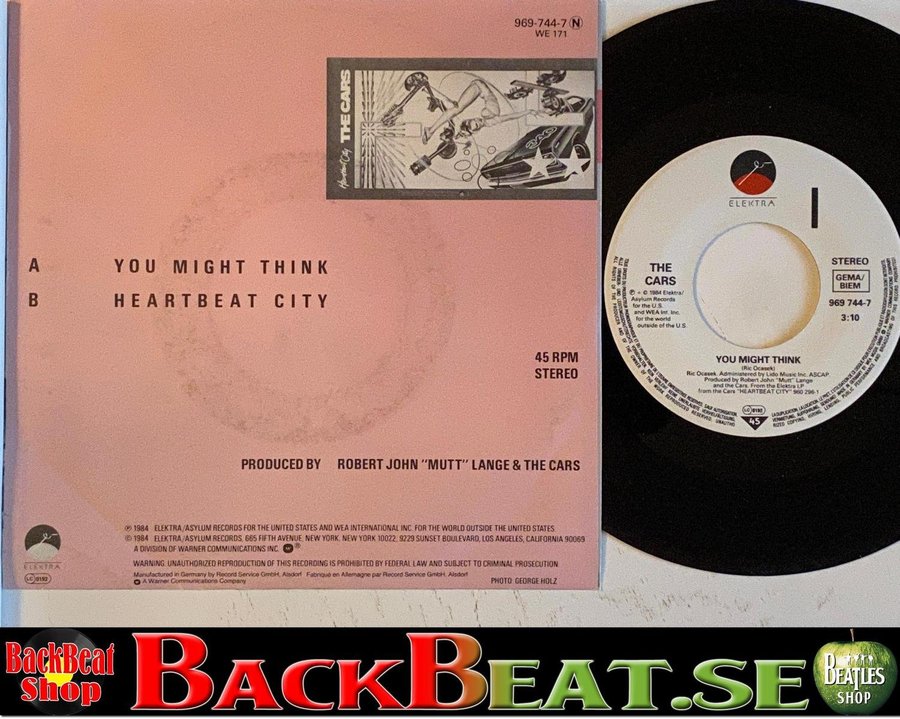 969-744-7 N
WE 171
THE CARS
Heartbeat City
A YOU MIGHT THINK
B HEARTBEAT CITY
45 RPM
STEREO
PRODUCED BY ROBERT JOHN "MUTT" LANGE & THE CARS
℗ 1984 ELEKTRA/ASYLUM RECORDS FOR THE UNITED STATES AND WEA INTERNATIONAL INC. FOR THE WORLD OUTSIDE THE UNITED STATES.
© 1984 ELEKTRA/ASYLUM RECORDS, 665 FIFTH AVENUE, NEW YORK, NEW YORK 10022, 9229 SUNSET BOULEVARD, LOS ANGELES, CALIFORNIA 90069
A DIVISION OF WARNER COMMUNICATIONS INC. ®
WARNING: UNAUTHORIZED REPRODUCTION OF THIS RECORDING IS PROHIBITED BY FEDERAL LAW AND SUBJECT TO CRIMINAL PROSECUTION
Manufactured in Germany by Record Service GmbH, Alsdorf Fabriqué en Allemagne par Record Service GmbH, Alsdorf
A Warner Communications Company
PHOTO: GEORGE HOLZ
ELEKTRA
LC 0192
ELEKTRA
THE
CARS
℗ + © 1984 Elektra/
Asylum Records
for the U.S.
and WEA Int. Inc.
for the world
outside of the U.S.
STEREO
GEMA/
BIEM
969 744-7
3:10
YOU MIGHT THINK
(Ric Ocasek)
Ric Ocasek. Administered by Lido Music Inc. ASCAP.
Produced by Robert John "Mutt" Lange
and the Cars. From the Elektra LP
from the Cars "HEARTBEAT CITY" 960 296-1
LC 0192
45
BackBeat
Shop
BACKBEAT.SE
BEATLES
SHOP